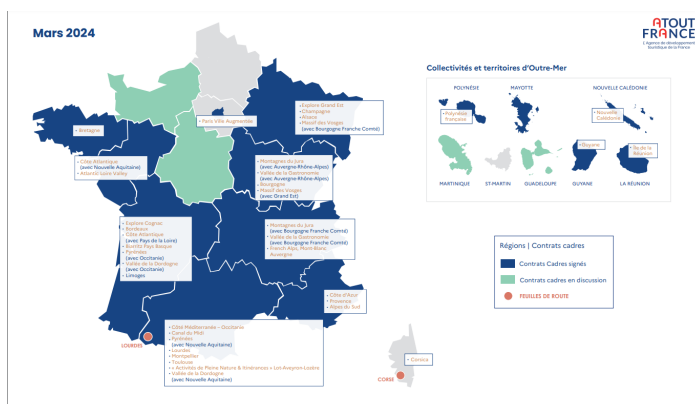 Mars 2024
ATOUT
FRANCE
L'Agence de développement
touristique de la France
Collectivités et territoires d'Outre-Mer
POLYNÉSIE
MAYOTTE
NOUVELLE CALÉDONIE
• Polynésie
française
• Nouvelle
Calédonie
• Guyane
• Ile de la
Réunion
MARTINIQUE
ST-MARTIN
GUADELOUPE
GUYANE
LA RÉUNION
• Explore Grand Est
• Champagne
• Alsace
• Massif des Vosges
(avec Bourgogne Franche Comté)
• Paris Ville Augmentée
• Bretagne
• Côte Atlantique
(avec Nouvelle Aquitaine)
• Atlantic Loire Valley
• Montagnes du Jura
(avec Auvergne-Rhône-Alpes)
• Vallée de la Gastronomie
(avec Auvergne-Rhône-Alpes)
• Bourgogne
• Massif des Vosges
(avec Grand Est)
• Explore Cognac
• Bordeaux
• Côte Atlantique
(avec Pays de la Loire)
• Biarritz Pays Basque
• Pyrénées
(avec Occitanie)
• Vallée de la Dordogne
(avec Occitanie)
• Limoges
• Montagnes du Jura
(avec Bourgogne Franche Comté)
• Vallée de la Gastronomie
(avec Bourgogne Franche Comté)
• French Alps, Mont-Blanc,
Auvergne
• Côte d'Azur
• Provence
• Alpes du Sud
• Côté Méditerranée – Occitanie
• Canal du Midi
• Pyrénées
(avec Nouvelle Aquitaine)
• Lourdes
• Montpellier
• Toulouse
• « Activités de Pleine Nature & Itinérances » Lot-Aveyron-Lozère
• Vallée de la Dordogne
(avec Nouvelle Aquitaine)
LOURDES
• Corsica
CORSE
Régions | Contrats cadres
Contrats Cadres signés
Contrats Cadres en discussion
FEUILLES DE ROUTE